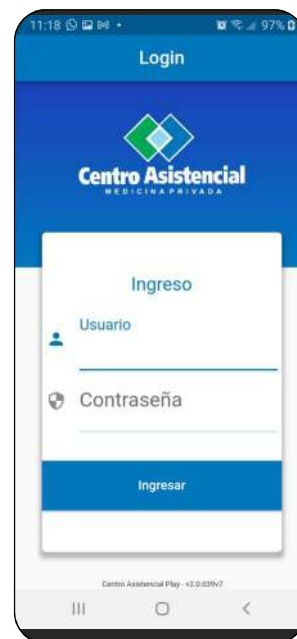 11:18 97%
Login
Centro Asistencial
MEDICINA PRIVADA
Ingreso
Usuario
Contraseña
Ingresar
Centro Asistencial Play - v2.0.039v7